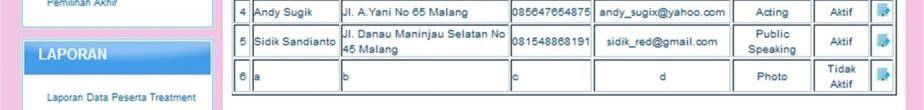 Pemilihan Akhir
LAPORAN
Laporan Data Peserta Treatment
4 Andy Sugik Jl. A.Yani No 65 Malang 085647654875 andy_sugix@yahoo.com Acting Aktif
5 Sidik Sandianto Jl. Danau Maninjau Selatan No 45 Malang 081548868191 sidik_red@gmail.com Public Speaking Aktif
6 a b c d Photo Tidak Aktif